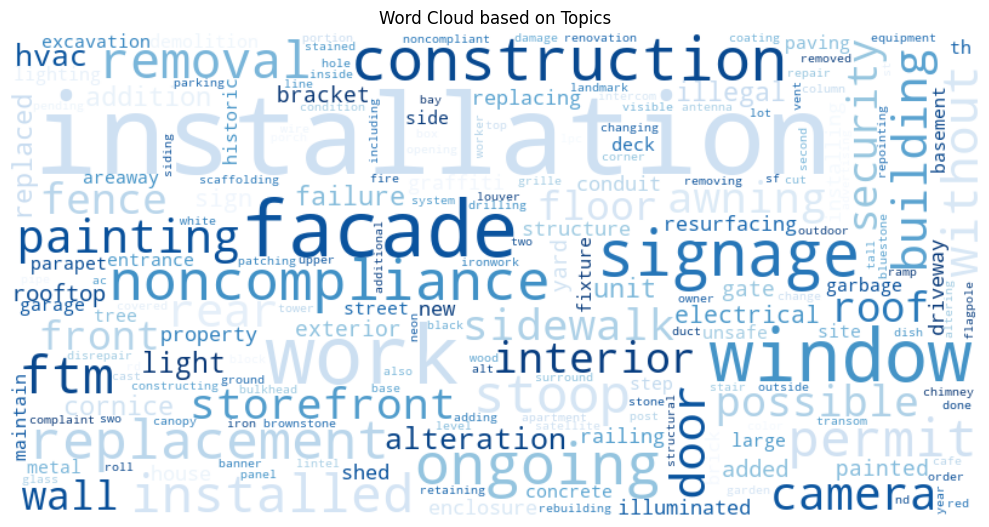 Word Cloud based on Topics
excavation demolition portion noncompliant damage renovation coating equipment
hvac removal stained construction paving removed th
lighting hole inside landmark illegal repair column
parking line
addition bracket replacing
replaced historic condition including installation bay side visible antenna intercom changing deck corner lot vent second security building repointing basement without
siding
areaway scaffolding fire graffiti grille removing sf cut
fence sign failure system drilling louver conduit floor awning
painting white facade two structure resurfacing outdoor tall bluestone
parapet entrance patching upper additional ironwork yard fixture signage owner ramp
rooftop ac noncompliance unit gate garbage driveway
garage covered rear tower street new duct change altering flagpole
tree property exterior neon black sidewalk electrical roof
front disrepair block also wood alt unsafe site dish
ftm cast light work interior window
constructing ground bulkhead base surround step stair outside chimney
cornice storefront stoop stone door possible done
maintain complaint swo canopy iron brownstone adding apartment post structural transom
replacement level satellite railing large permit cafe
alteration
metal roll house banner lintel ongoing added painted order
glass panel shed concrete garden nd year red
wall installed enclosure retaining rebuilding illuminated camera